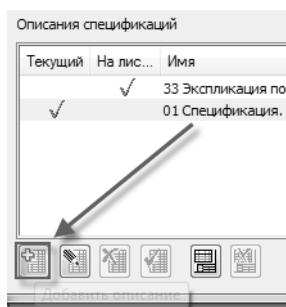 Описания спецификаций
Текущий На лис... Имя
33 Экспликация по
01 Спецификация.
Добавить описание